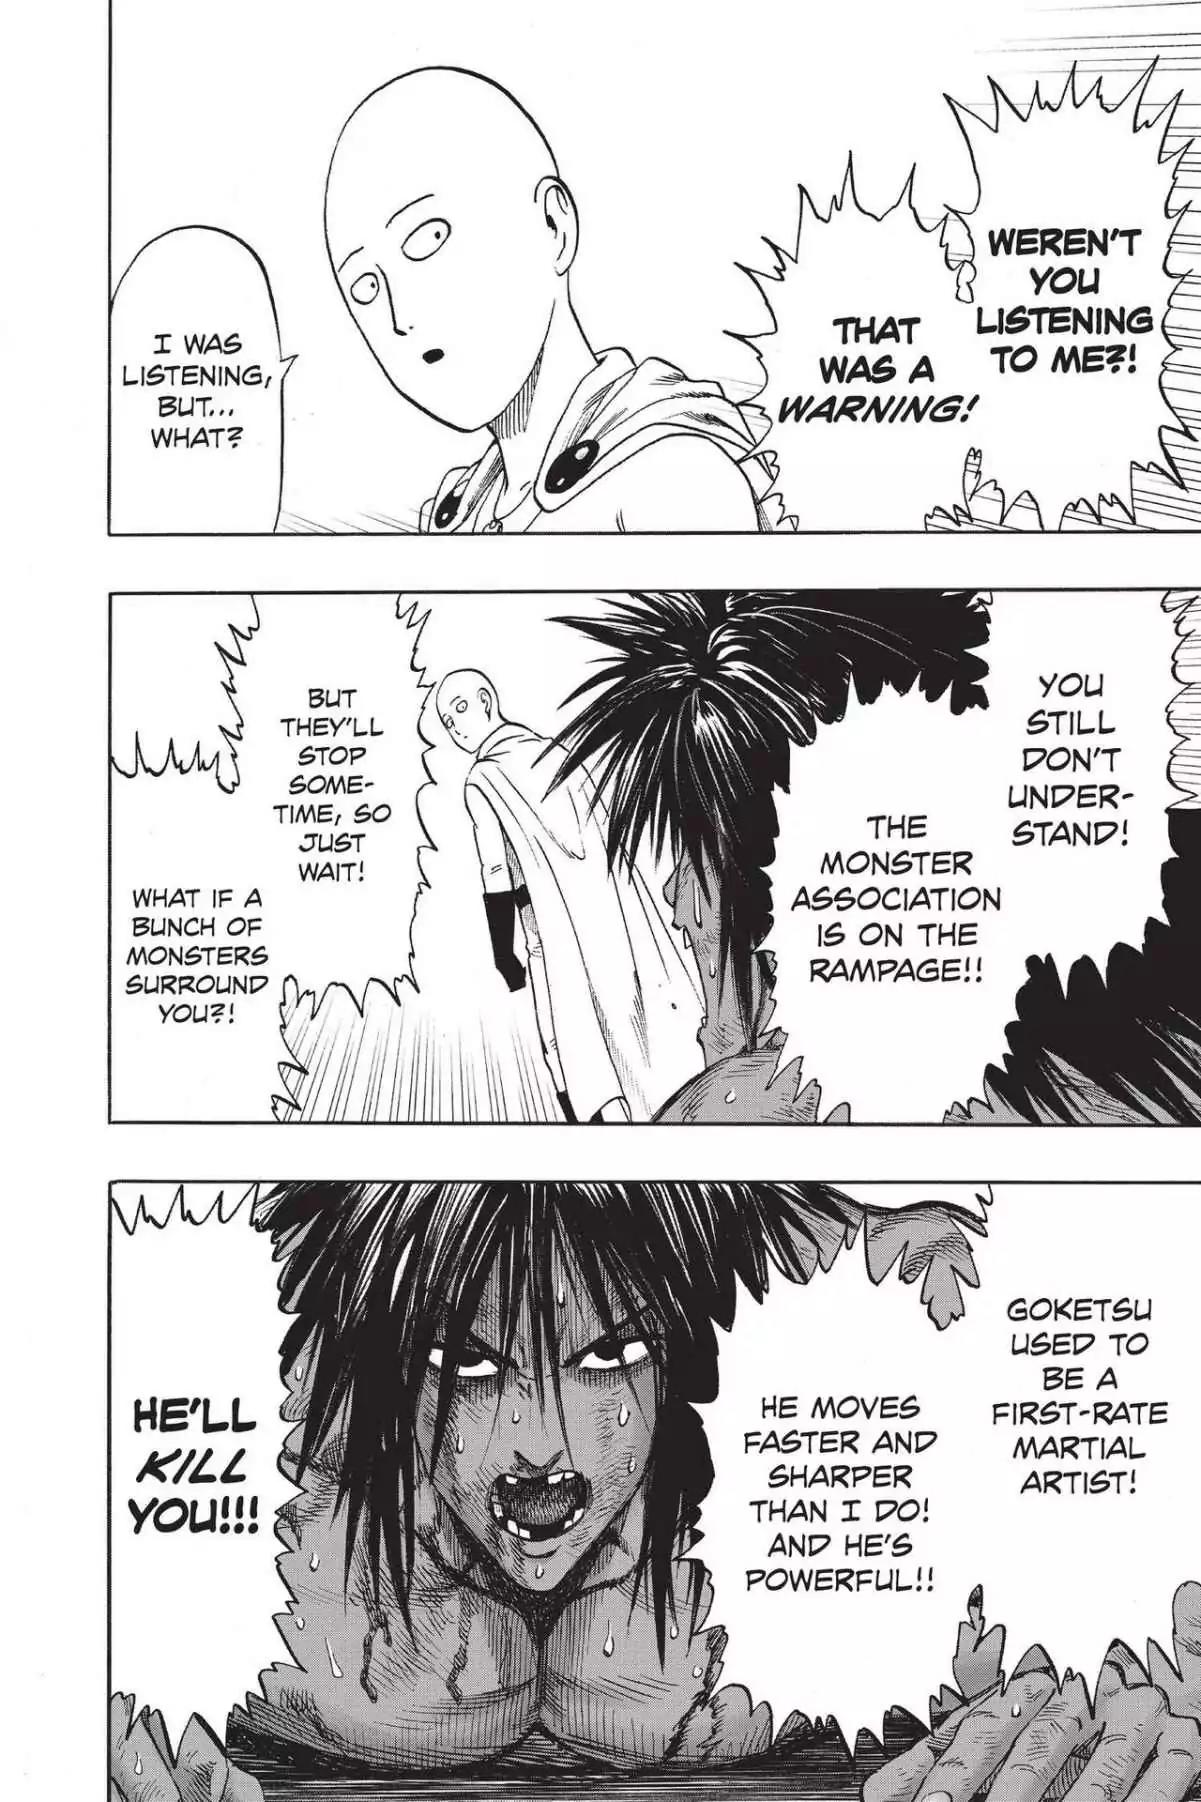 WEREN'T
YOU
LISTENING
TO ME?!
THAT
WAS A
WARNING!
I WAS
LISTENING,
BUT...
WHAT?
YOU
STILL
DON'T
UNDER-
STAND!
THE
MONSTER
ASSOCIATION
IS ON THE
RAMPAGE!!
BUT
THEY'LL
STOP
SOME-
TIME, SO
JUST
WAIT!
WHAT IF A
BUNCH OF
MONSTERS
SURROUND
YOU?!
GOKETSU
USED TO
BE A
FIRST-RATE
MARTIAL
ARTIST!
HE MOVES
FASTER AND
SHARPER
THAN I DO!
AND HE'S
POWERFUL!!
HE'LL
KILL
YOU!!!